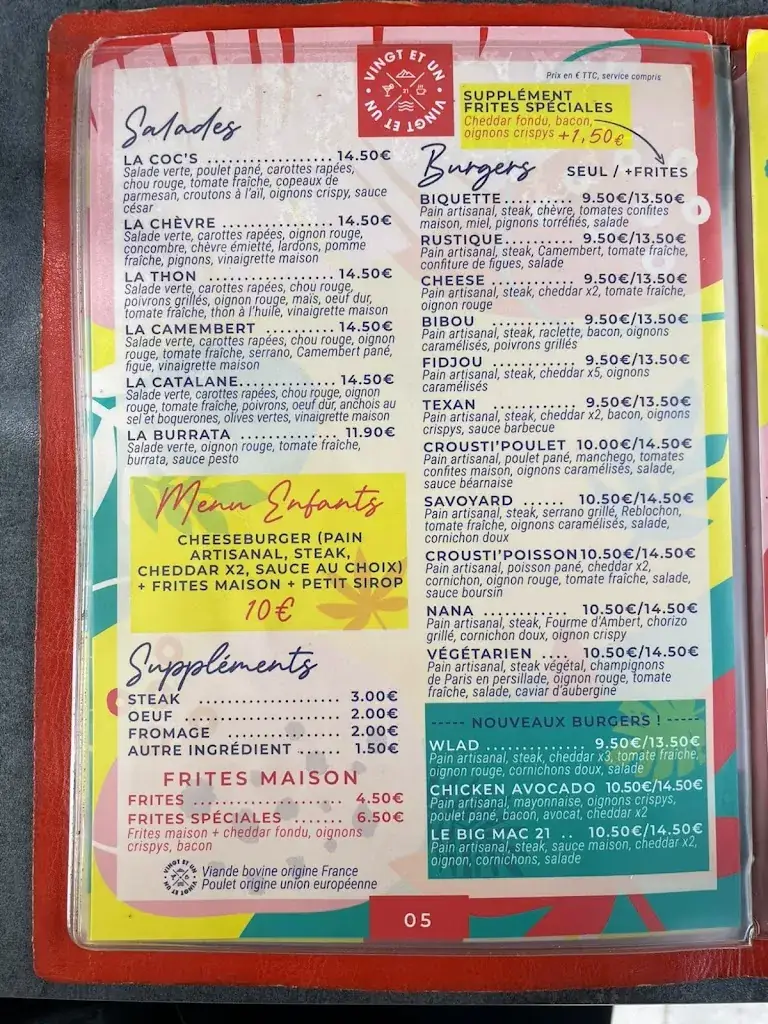 VINGT ET UN
VINGT ET UN
21
Prix en € TTC, service compris
SUPPLÉMENT
FRITES SPÉCIALES
Cheddar fondu, bacon,
oignons crispys +1,50€
Salades
LA COC'S ................. 14.50€
Salade verte, poulet pané, carottes rapées,
chou rouge, tomate fraîche, copeaux de
parmesan, croutons à l'aïl, oignons crispy, sauce
césar
LA CHÈVRE ................ 14.50€
Salade verte, carottes rapées, oignon rouge,
concombre, chèvre émietté, lardons, pomme
fraîche, pignons, vinaigrette maison
LA THON .................. 14.50€
Salade verte, carottes rapées, chou rouge,
poivrons grillés, oignon rouge, maïs, oeuf dur,
tomate fraîche, thon à l'huile, vinaigrette maison
LA CAMEMBERT .......... 14.50€
Salade verte, carottes rapées, chou rouge, oignon
rouge, tomate fraîche, serrano, Camembert pané,
figue, vinaigrette maison
LA CATALANE............. 14.50€
Salade verte, carottes rapées, chou rouge, oignon
rouge, tomate fraîche, poivrons, oeuf dur, anchois au
sel et boquerones, olives vertes, vinaigrette maison
LA BURRATA .............. 11.90€
Salade verte, oignon rouge, tomate fraîche,
burrata, sauce pesto
Menu Enfants
CHEESEBURGER (PAIN
ARTISANAL, STEAK,
CHEDDAR X2, SAUCE AU CHOIX)
+ FRITES MAISON + PETIT SIROP
10€
Suppléments
STEAK ...................... 3.00€
OEUF ....................... 2.00€
FROMAGE .................. 2.00€
AUTRE INGRÉDIENT ...... 1.50€
FRITES MAISON
FRITES ..................... 4.50€
FRITES SPÉCIALES ....... 6.50€
Frites maison + cheddar fondu, oignons
crispys, bacon
VINGT ET UN
Viande bovine origine France
Poulet origine union européenne
Burgers SEUL / +FRITES
BIQUETTE.......... 9.50€/13.50€
Pain artisanal, steak, chèvre, tomates confites
maison, miel, pignons torréfiés, salade
RUSTIQUE.......... 9.50€/13.50€
Pain artisanal, steak, Camembert, tomate fraîche,
confiture de figues, salade
CHEESE ............ 9.50€/13.50€
Pain artisanal, steak, cheddar x2, tomate fraîche,
oignon rouge
BIBOU ............. 9.50€/13.50€
Pain artisanal, steak, raclette, bacon, oignons
caramélisés, poivrons grillés
FIDJOU ............ 9.50€/13.50€
Pain artisanal, steak, cheddar x5, oignons
caramélisés
TEXAN ............. 9.50€/13.50€
Pain artisanal, steak, cheddar x2, bacon, oignons
crispys, sauce barbecue
CROUSTI'POULET 10.00€/14.50€
Pain artisanal, poulet pané, manchego, tomates
confites maison, oignons caramélisés, salade,
sauce béarnaise
SAVOYARD ...... 10.50€/14.50€
Pain artisanal, steak, serrano grillé, Reblochon,
tomate fraîche, oignons caramélisés, salade,
cornichon doux
CROUSTI'POISSON 10.50€/14.50€
Pain artisanal, poisson pané, cheddar x2,
cornichon, oignon rouge, tomate fraîche, salade,
sauce boursin
NANA ............ 10.50€/14.50€
Pain artisanal, steak, Fourme d'Ambert, chorizo
grillé, cornichon doux, oignon crispy
VÉGÉTARIEN .... 10.50€/14.50€
Pain artisanal, steak végétal, champignons
de Paris en persillade, oignon rouge, tomate
fraîche, salade, caviar d'aubergine
----- NOUVEAUX BURGERS ! -----
WLAD .............. 9.50€/13.50€
Pain artisanal, steak, cheddar x3, tomate fraiche,
oignon rouge, cornichons doux, salade
CHICKEN AVOCADO 10.50€/14.50€
Pain artisanal, mayonnaise, oignons crispys,
poulet pané, bacon, avocat, cheddar x2
LE BIG MAC 21 .. 10.50€/14.50€
Pain artisanal, steak, sauce maison, cheddar x2,
oignon, cornichons, salade
05